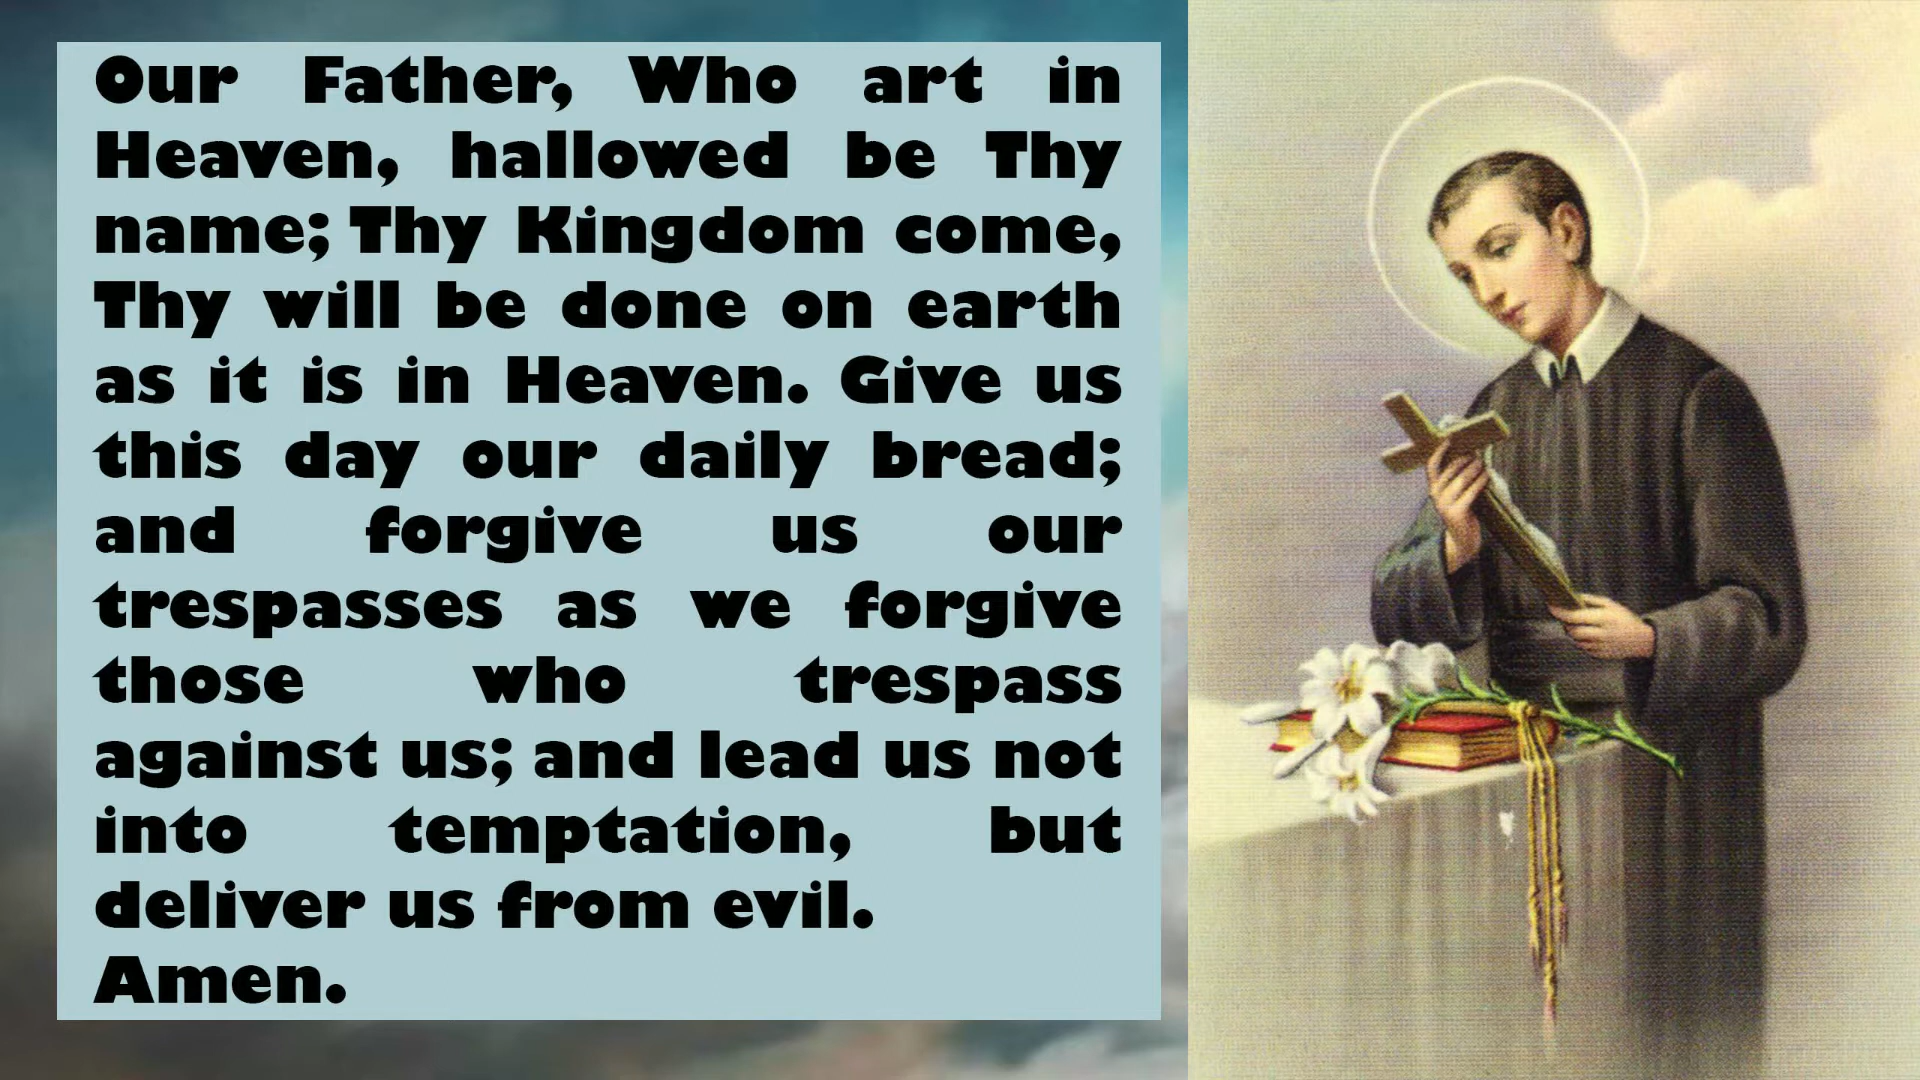 Our Father, Who art in
Heaven, hallowed be Thy
name; Thy Kingdom come,
Thy will be done on earth
as it is in Heaven. Give us
this day our daily bread;
and forgive us our
trespasses as we forgive
those who trespass
against us; and lead us not
into temptation, but
deliver us from evil.
Amen.